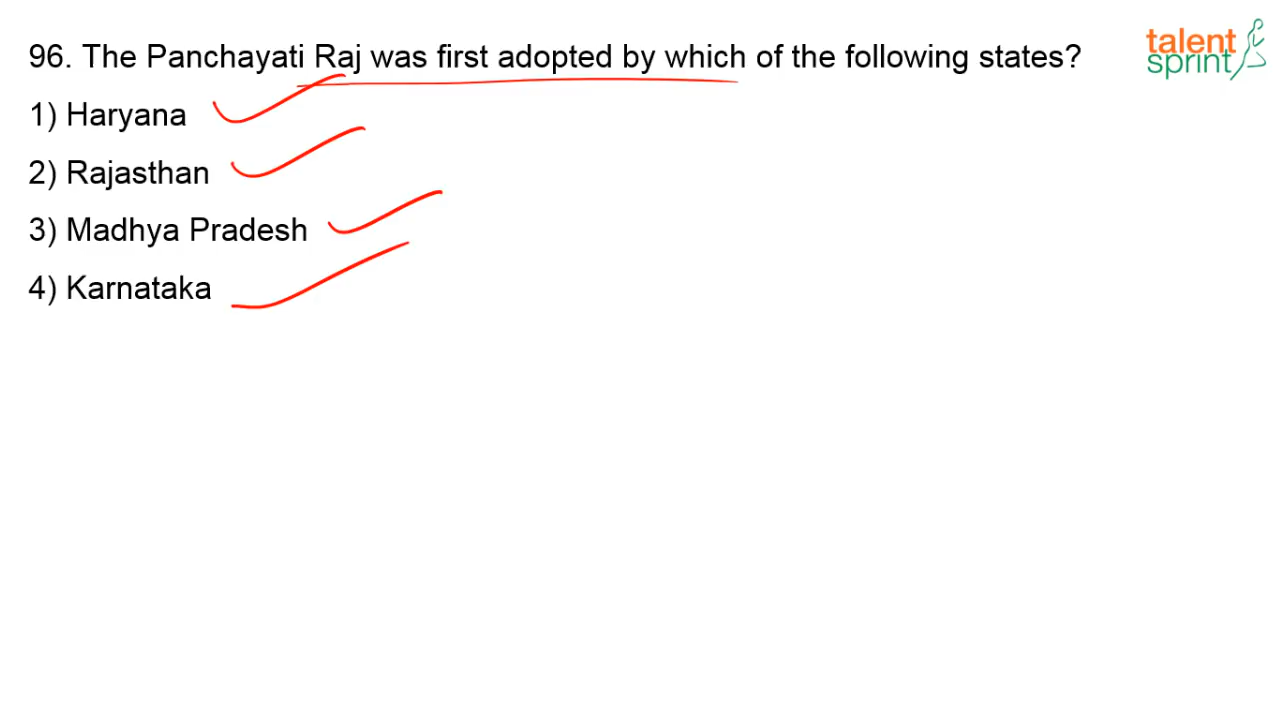 96. The Panchayati Raj was first adopted by which of the following states?
1) Haryana
2) Rajasthan
3) Madhya Pradesh
4) Karnataka
talent
sprint